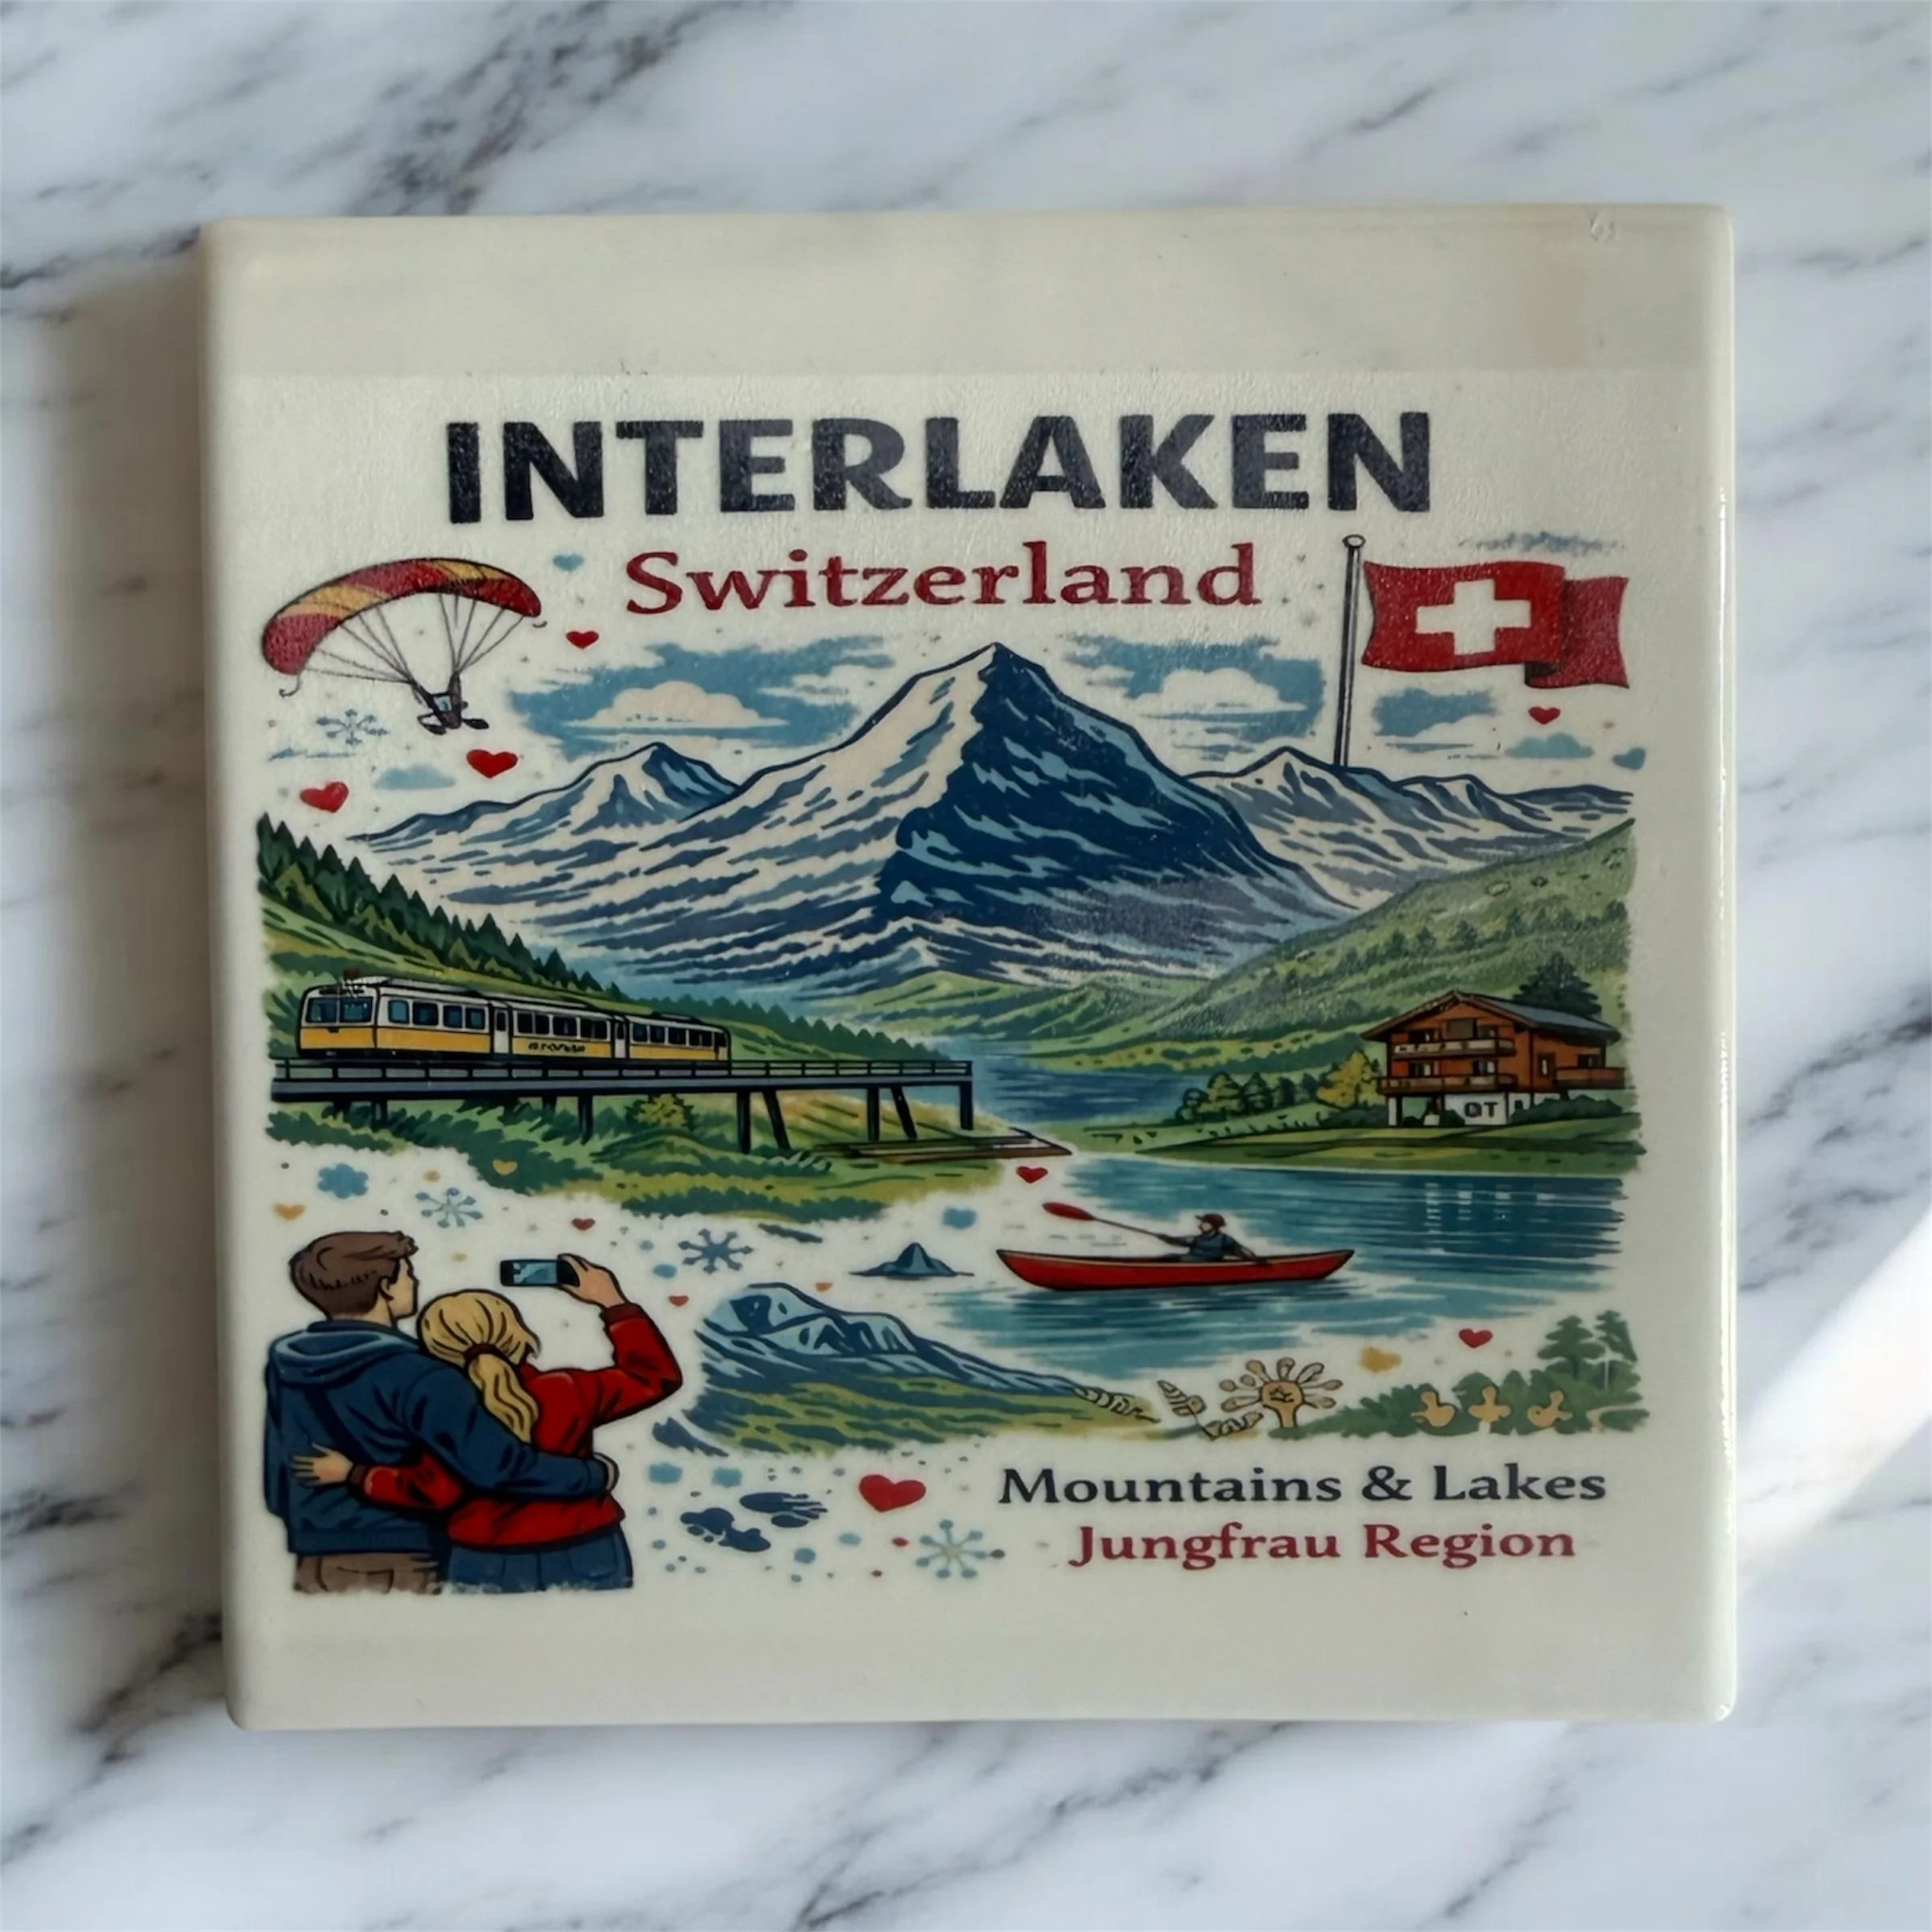 INTERLAKEN
Switzerland
Mountains & Lakes
Jungfrau Region